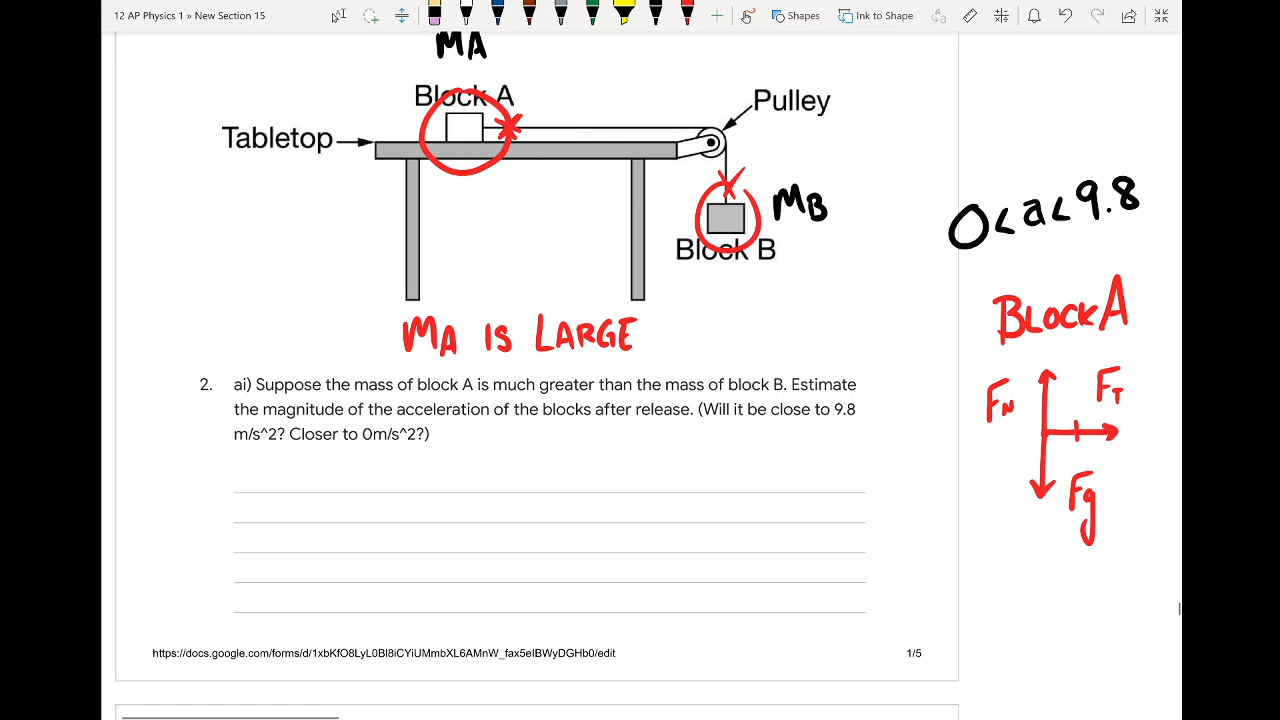 12 AP Physics 1 » New Section 15
Shapes
Ink to Shape
MA
Block A
Pulley
Tabletop
MB
Block B
0<a<9.8
BLOCK A
MA IS LARGE
FN
FT
Fg
2. ai) Suppose the mass of block A is much greater than the mass of block B. Estimate
the magnitude of the acceleration of the blocks after release. (Will it be close to 9.8
m/s^2? Closer to 0m/s^2?)
https://docs.google.com/forms/d/1xbKfO8LyL0Bl8iCYiUMmbXL6AMnW_fax5eIBWyDGHb0/edit
1/5